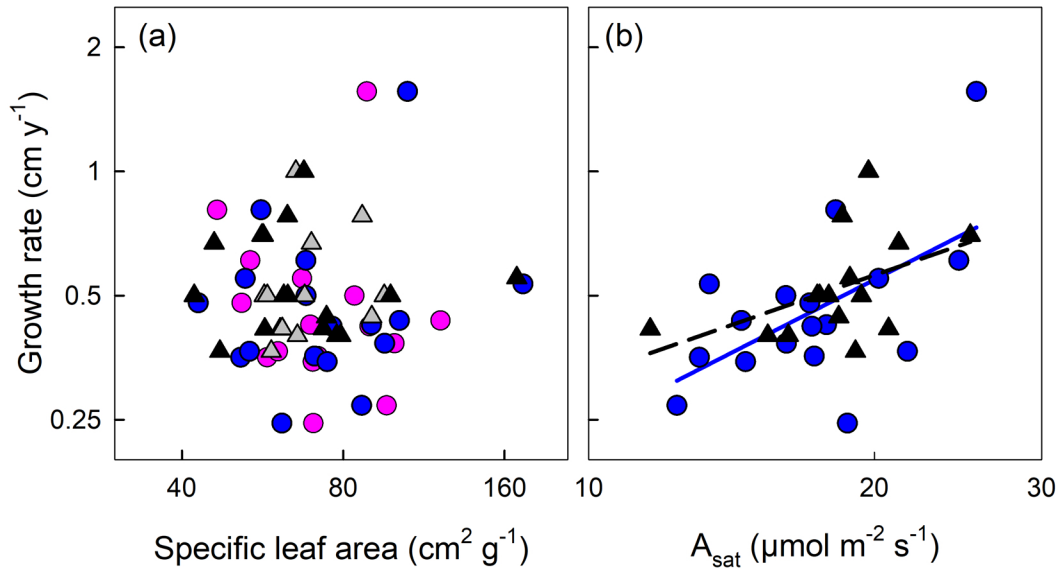 (a)
(b)
Growth rate (cm y⁻¹)
2
1
0.5
0.25
40 80 160
10 20 30
Specific leaf area (cm² g⁻¹)
A_sat (μmol m⁻² s⁻¹)